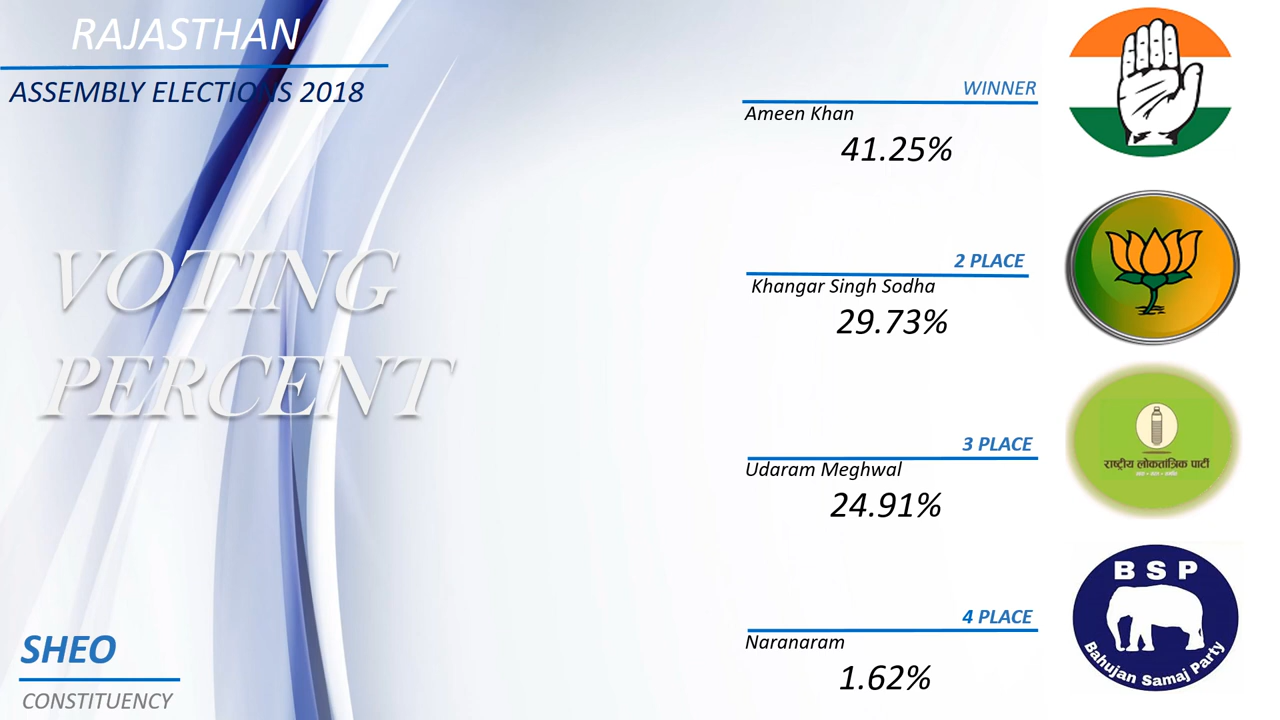 RAJASTHAN
ASSEMBLY ELECTIONS 2018
VOTING
PERCENT
SHEO
CONSTITUENCY
WINNER
Ameen Khan
41.25%
2 PLACE
Khangar Singh Sodha
29.73%
3 PLACE
Udaram Meghwal
24.91%
राष्ट्रीय लोकतांत्रिक पार्टी
4 PLACE
Naranaram
1.62%
BSP
Bahujan Samaj Party